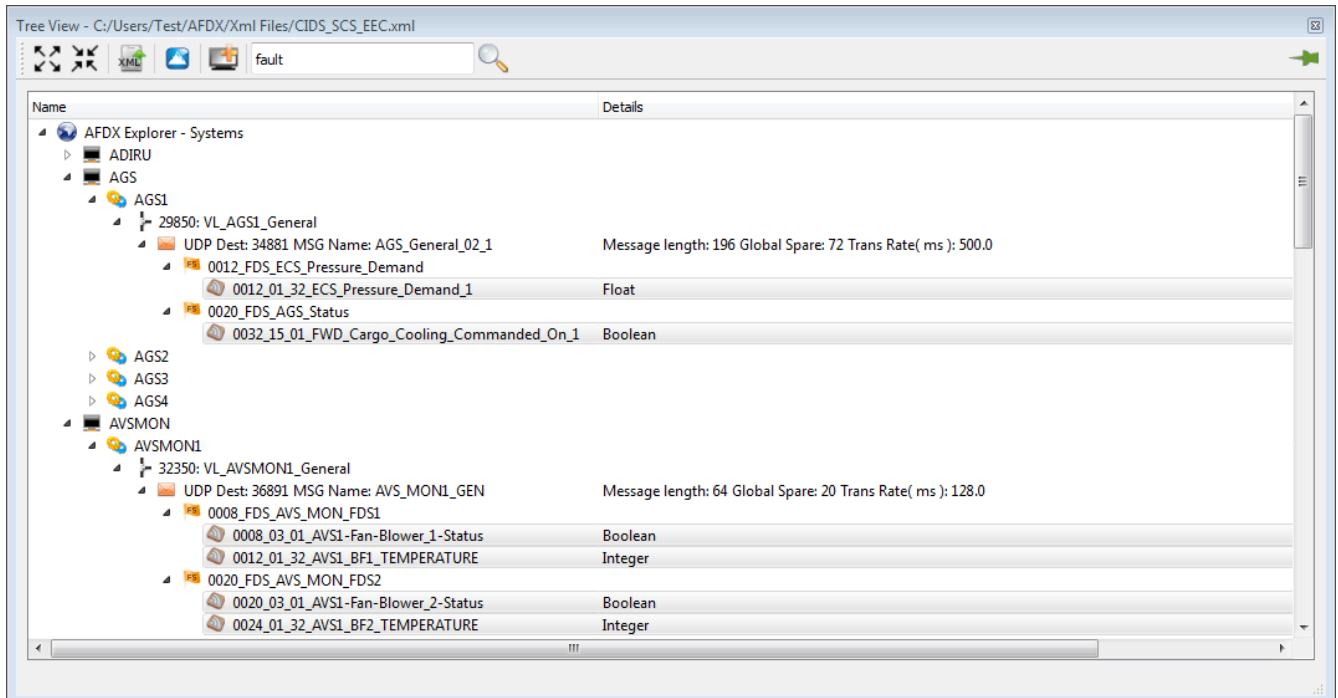 Tree View - C:/Users/Test/AFDX/Xml Files/CIDS_SCS_EEC.xml
XML fault
Name Details
AFDX Explorer - Systems
ADIRU
AGS
AGS1
29850: VL_AGS1_General
UDP Dest: 34881 MSG Name: AGS_General_02_1 Message length: 196 Global Spare: 72 Trans Rate( ms ): 500.0
FS 0012_FDS_ECS_Pressure_Demand
0012_01_32_ECS_Pressure_Demand_1 Float
FS 0020_FDS_AGS_Status
0032_15_01_FWD_Cargo_Cooling_Commanded_On_1 Boolean
AGS2
AGS3
AGS4
AVSMON
AVSMON1
32350: VL_AVSMON1_General
UDP Dest: 36891 MSG Name: AVS_MON1_GEN Message length: 64 Global Spare: 20 Trans Rate( ms ): 128.0
FS 0008_FDS_AVS_MON_FDS1
0008_03_01_AVS1-Fan-Blower_1-Status Boolean
0012_01_32_AVS1_BF1_TEMPERATURE Integer
FS 0020_FDS_AVS_MON_FDS2
0020_03_01_AVS1-Fan-Blower_2-Status Boolean
0024_01_32_AVS1_BF2_TEMPERATURE Integer